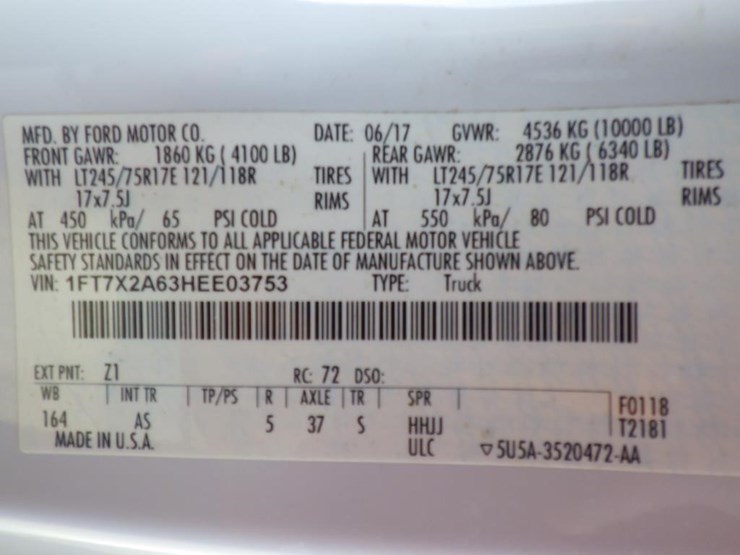 MFD. BY FORD MOTOR CO. DATE: 06/17 GVWR: 4536 KG (10000 LB)
FRONT GAWR: 1860 KG ( 4100 LB) REAR GAWR: 2876 KG ( 6340 LB)
WITH LT245/75R17E 121/118R TIRES WITH LT245/75R17E 121/118R TIRES
17x7.5J RIMS 17x7.5J RIMS
AT 450 kPa/ 65 PSI COLD AT 550 kPa/ 80 PSI COLD
THIS VEHICLE CONFORMS TO ALL APPLICABLE FEDERAL MOTOR VEHICLE
SAFETY STANDARDS IN EFFECT ON THE DATE OF MANUFACTURE SHOWN ABOVE.
VIN: 1FT7X2A63HEE03753 TYPE: Truck
EXT PNT: Z1 RC: 72 DSO:
WB INT TR TP/PS R AXLE TR SPR F0118
164 AS 5 37 S HHJJ T2181
MADE IN U.S.A. ULC ▽5U5A-3520472-AA